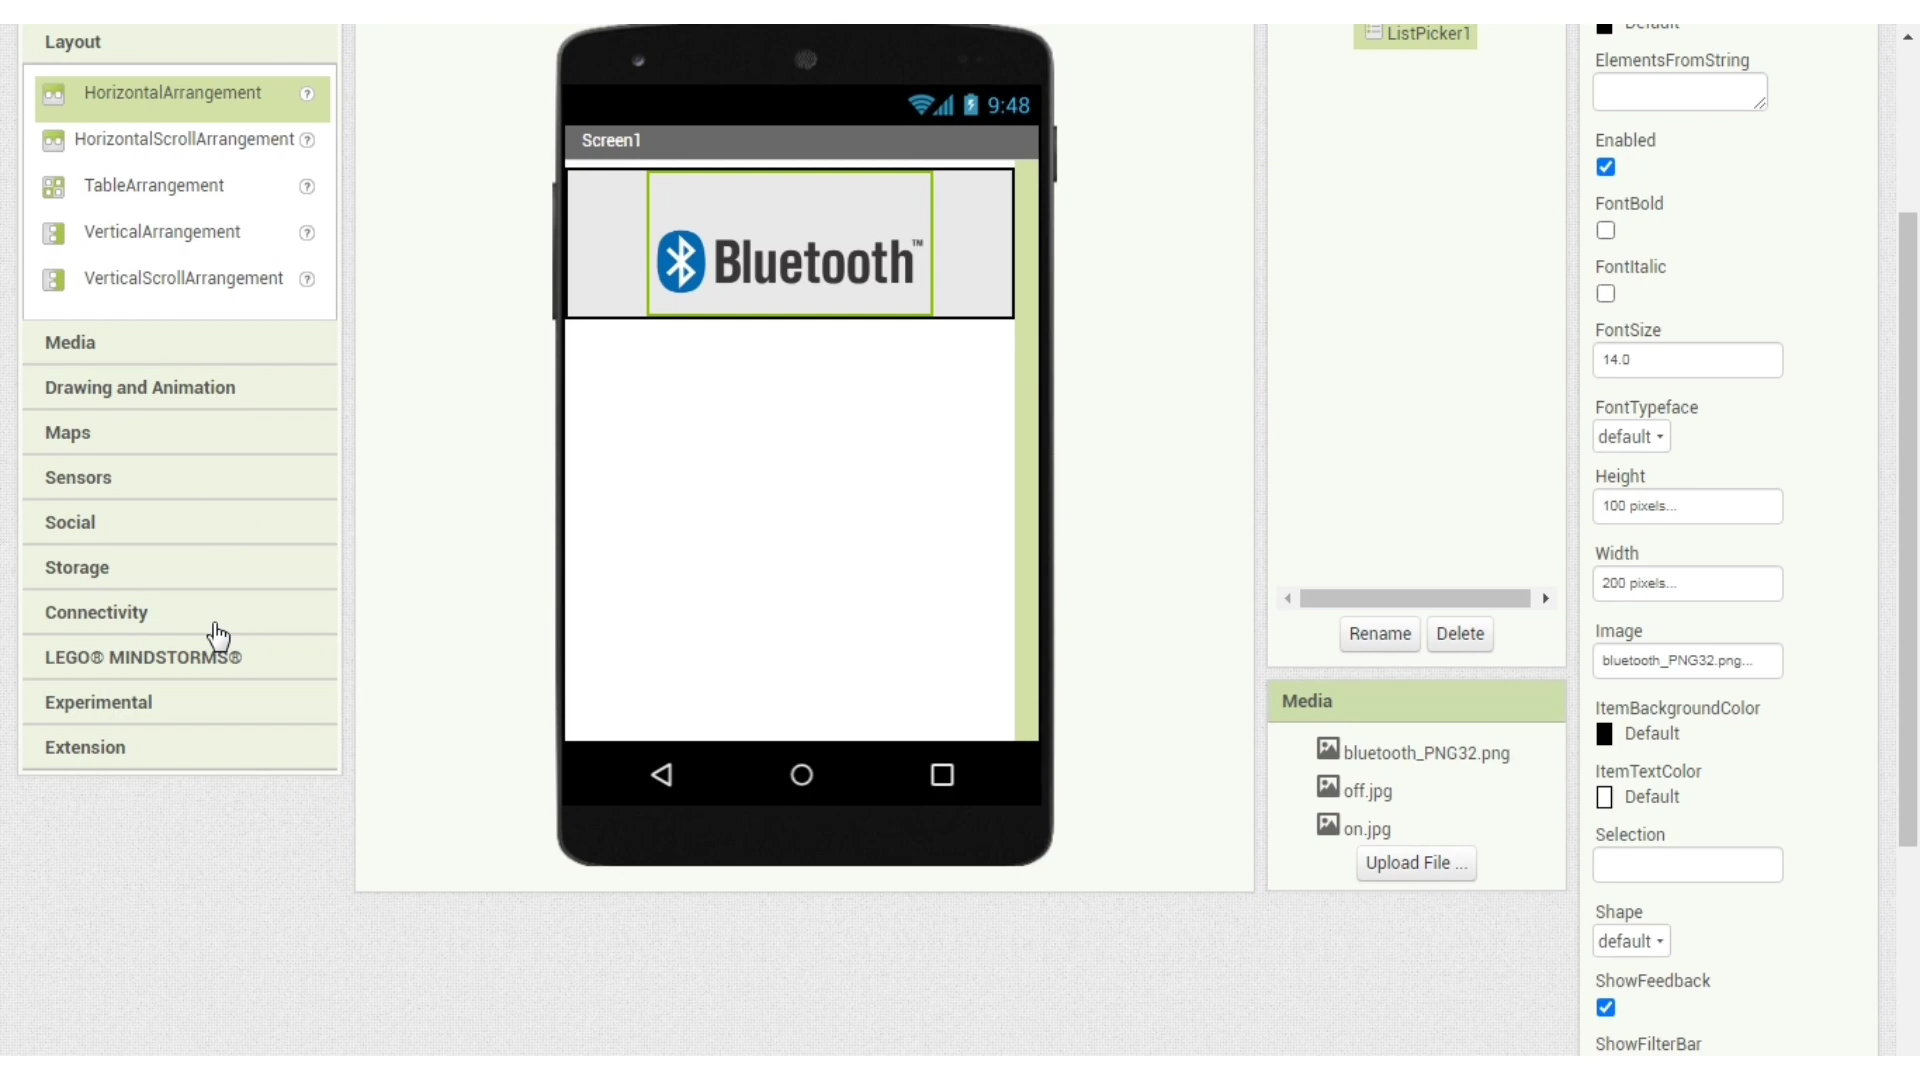 Layout
HorizontalArrangement ?
HorizontalScrollArrangement ?
TableArrangement ?
VerticalArrangement ?
VerticalScrollArrangement ?
Media
Drawing and Animation
Maps
Sensors
Social
Storage
Connectivity
LEGO® MINDSTORMS®
Experimental
Extension
9:48
Screen1
Bluetooth™
ListPicker1
Rename
Delete
Media
bluetooth_PNG32.png
off.jpg
on.jpg
Upload File ...
Default
ElementsFromString
Enabled
FontBold
FontItalic
FontSize
14.0
FontTypeface
default
Height
100 pixels...
Width
200 pixels...
Image
bluetooth_PNG32.png...
ItemBackgroundColor
Default
ItemTextColor
Default
Selection
Shape
default
ShowFeedback
ShowFilterBar